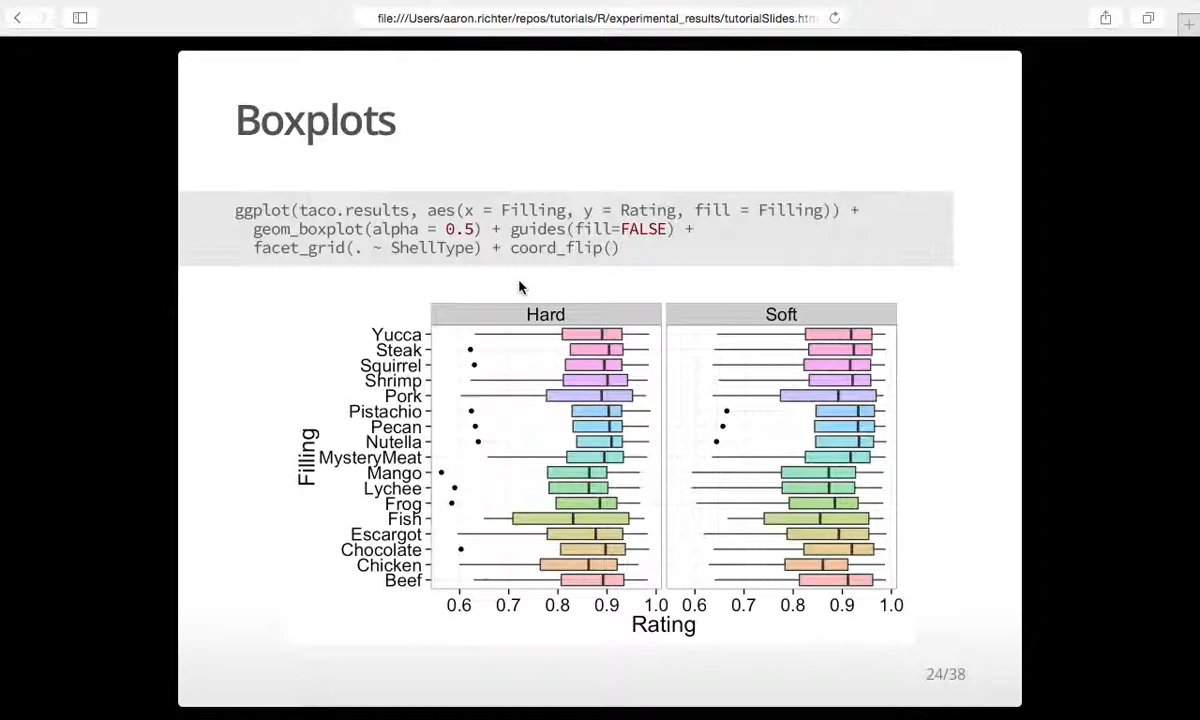 file:///Users/aaron.richter/repos/tutorials/R/experimental_results/tutorialSlides.htm
Boxplots
ggplot(taco.results, aes(x = Filling, y = Rating, fill = Filling)) +
geom_boxplot(alpha = 0.5) + guides(fill=FALSE) +
facet_grid(. ~ ShellType) + coord_flip()
Hard
Soft
Filling
Yucca
Steak
Squirrel
Shrimp
Pork
Pistachio
Pecan
Nutella
MysteryMeat
Mango
Lychee
Frog
Fish
Escargot
Chocolate
Chicken
Beef
0.6 0.7 0.8 0.9 1.0 0.6 0.7 0.8 0.9 1.0
Rating
24/38